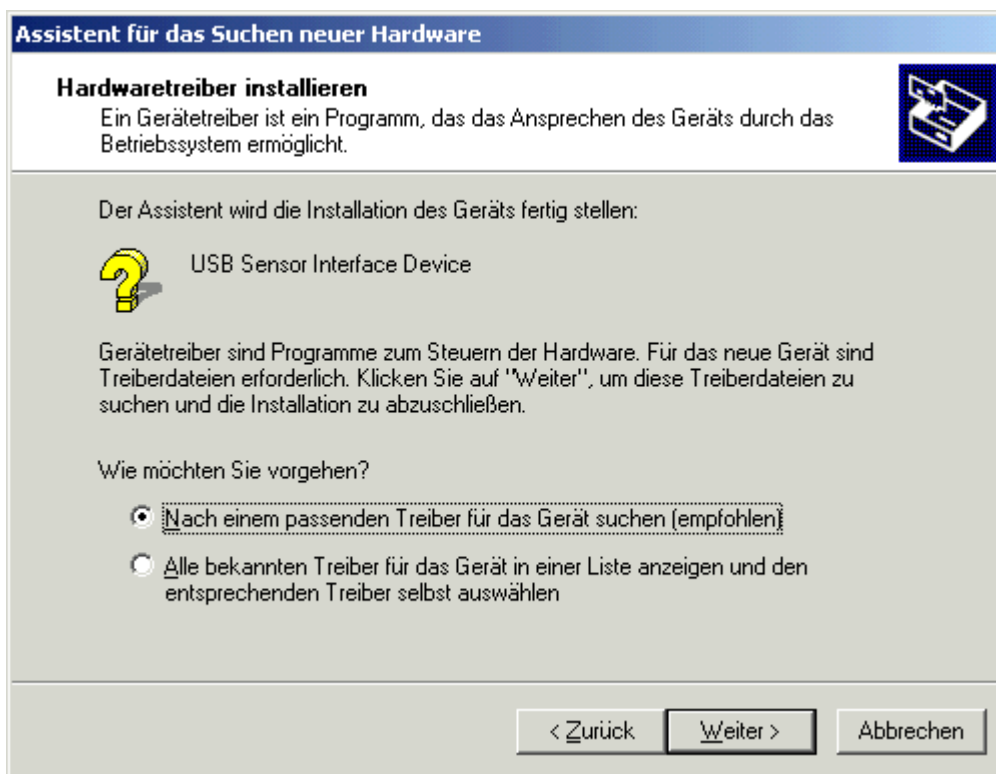 Assistent für das Suchen neuer Hardware
Hardwaretreiber installieren
Ein Gerätetreiber ist ein Programm, das das Ansprechen des Geräts durch das
Betriebssystem ermöglicht.
Der Assistent wird die Installation des Geräts fertig stellen:
USB Sensor Interface Device
Gerätetreiber sind Programme zum Steuern der Hardware. Für das neue Gerät sind
Treiberdateien erforderlich. Klicken Sie auf "Weiter", um diese Treiberdateien zu
suchen und die Installation zu abzuschließen.
Wie möchten Sie vorgehen?
Nach einem passenden Treiber für das Gerät suchen (empfohlen)
Alle bekannten Treiber für das Gerät in einer Liste anzeigen und den
entsprechenden Treiber selbst auswählen
< Zurück Weiter > Abbrechen